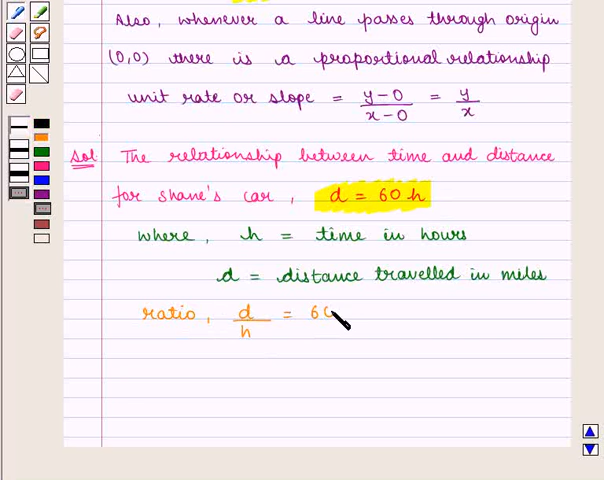 Also, whenever a line passes through origin
(0,0) there is a proportional relationship
unit rate or slope = y-0 / x-0 = y / x
Sol The relationship between time and distance
for shane's car, d = 60 h
where, h = time in hours
d = distance travelled in miles
ratio, d / h = 60